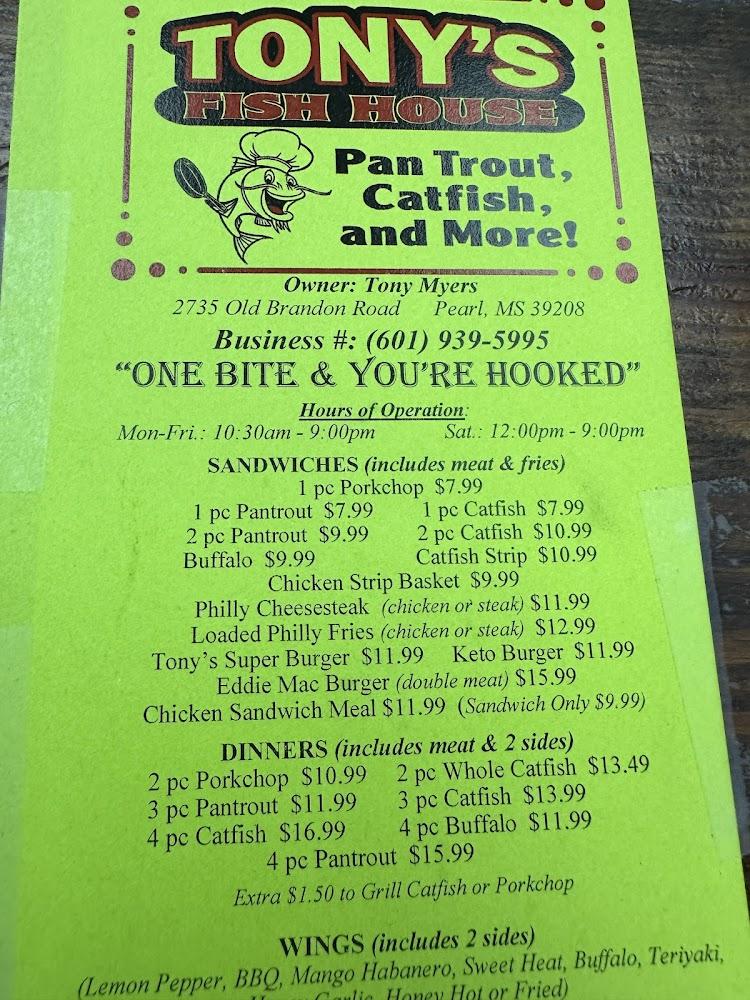 TONY'S
FISH HOUSE
Pan Trout,
Catfish,
and More!
Owner: Tony Myers
2735 Old Brandon Road Pearl, MS 39208
Business #: (601) 939-5995
"ONE BITE & YOU'RE HOOKED"
Hours of Operation:
Mon-Fri.: 10:30am - 9:00pm Sat.: 12:00pm - 9:00pm
SANDWICHES (includes meat & fries)
1 pc Porkchop $7.99
1 pc Pantrout $7.99 1 pc Catfish $7.99
2 pc Pantrout $9.99 2 pc Catfish $10.99
Buffalo $9.99 Catfish Strip $10.99
Chicken Strip Basket $9.99
Philly Cheesesteak (chicken or steak) $11.99
Loaded Philly Fries (chicken or steak) $12.99
Tony's Super Burger $11.99 Keto Burger $11.99
Eddie Mac Burger (double meat) $15.99
Chicken Sandwich Meal $11.99 (Sandwich Only $9.99)
DINNERS (includes meat & 2 sides)
2 pc Porkchop $10.99 2 pc Whole Catfish $13.49
3 pc Pantrout $11.99 3 pc Catfish $13.99
4 pc Catfish $16.99 4 pc Buffalo $11.99
4 pc Pantrout $15.99
Extra $1.50 to Grill Catfish or Porkchop
WINGS (includes 2 sides)
(Lemon Pepper, BBQ, Mango Habanero, Sweet Heat, Buffalo, Teriyaki,
Garlic, Honey Hot or Fried)